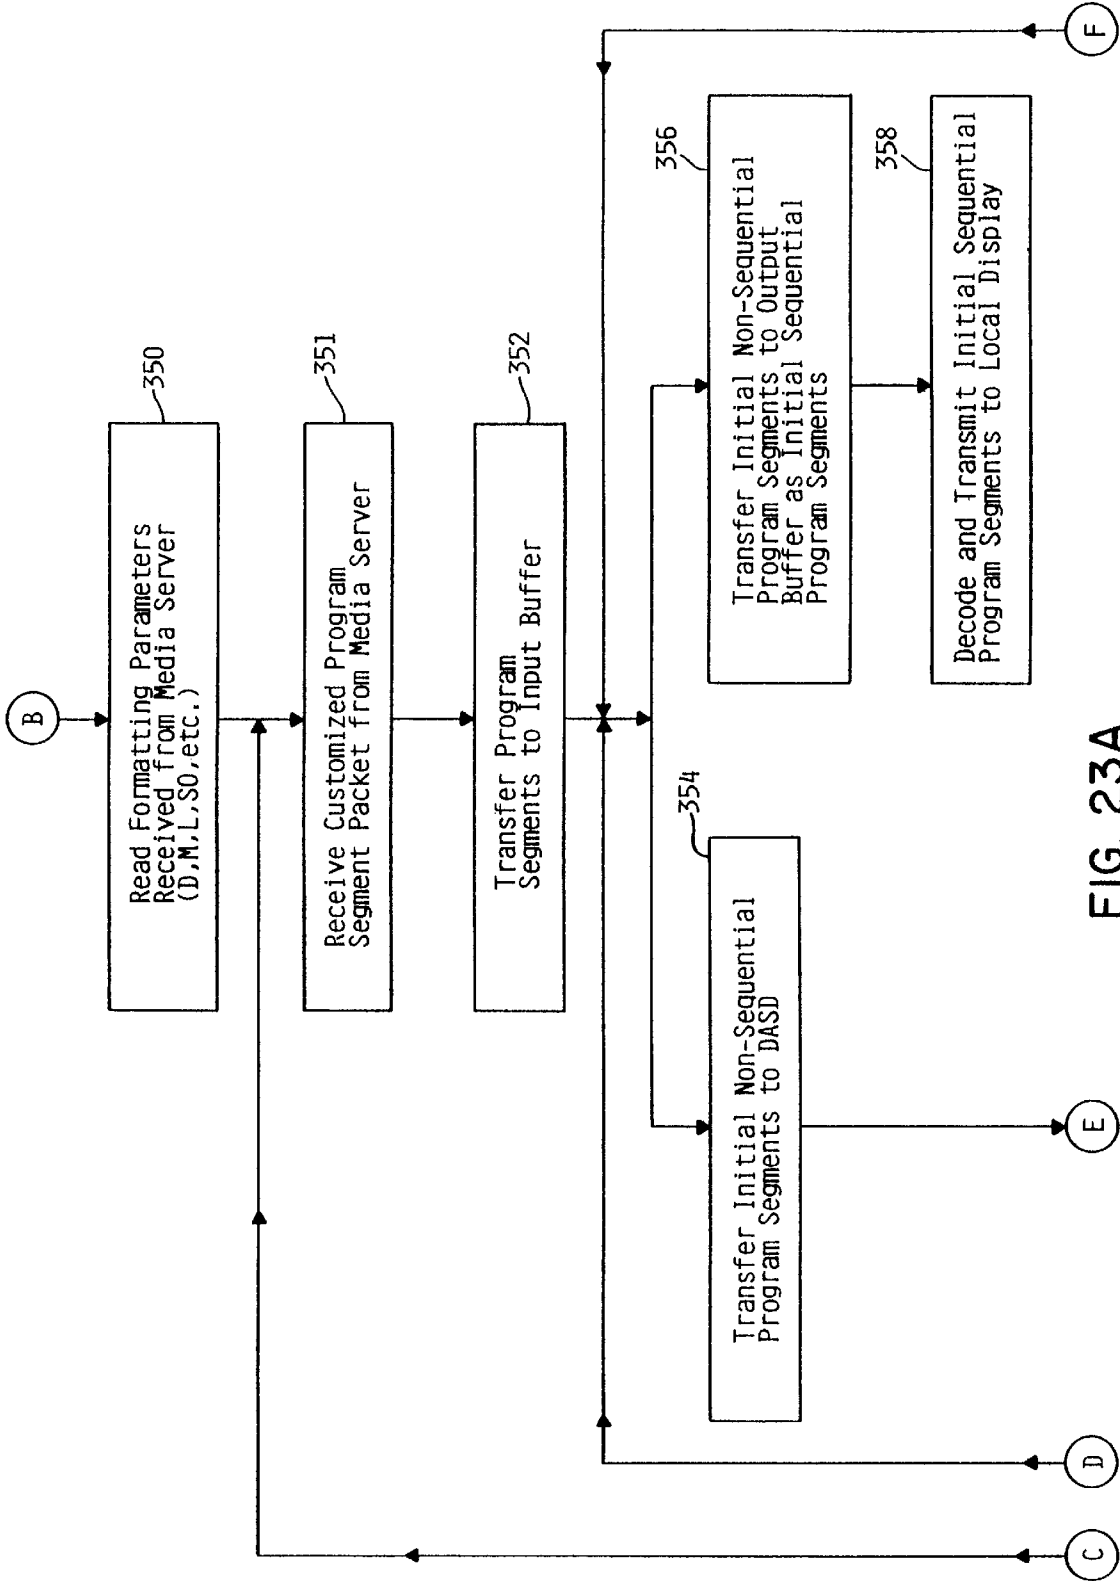 B
350
Read Formatting Parameters
Received from Media Server
(D,M,L,SO,etc.)
351
Receive Customized Program
Segment Packet from Media Server
352
Transfer Program
Segments to Input Buffer
354
Transfer Initial Non-Sequential
Program Segments to DASD
356
Transfer Initial Non-Sequential
Program Segments to Output
Buffer as Initial Sequential
Program Segments
358
Decode and Transmit Initial Sequential
Program Segments to Local Display
C
D
E
F
FIG. 23A